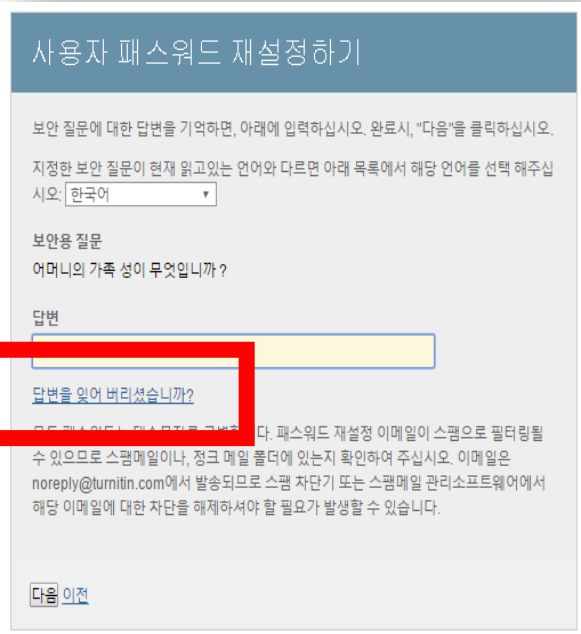 사용자 패스워드 재설정하기
보안 질문에 대한 답변을 기억하면, 아래에 입력하십시오. 완료시, "다음"을 클릭하십시오.
지정한 보안 질문이 현재 읽고있는 언어와 다르면 아래 목록에서 해당 언어를 선택 해주십
시오: 한국어
보안용 질문
어머니의 가족 성이 무엇입니까 ?
답변
답변을 잊어 버리셨습니까?
다. 패스워드 재설정 이메일이 스팸으로 필터링될
수 있으므로 스팸메일이나, 정크 메일 폴더에 있는지 확인하여 주십시오. 이메일은
noreply@turnitin.com에서 발송되므로 스팸 차단기 또는 스팸메일 관리소프트웨어에서
해당 이메일에 대한 차단을 해제하셔야 할 필요가 발생할 수 있습니다.
다음 이전